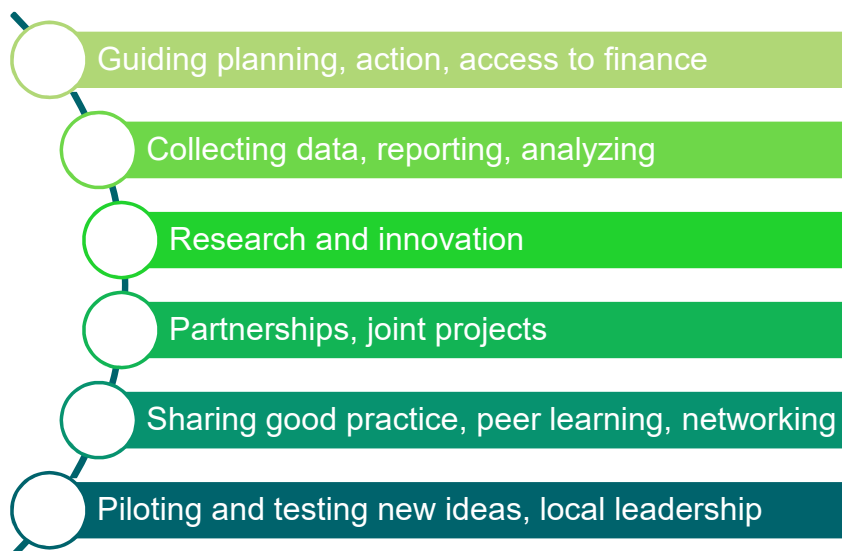 Guiding planning, action, access to finance
Collecting data, reporting, analyzing
Research and innovation
Partnerships, joint projects
Sharing good practice, peer learning, networking
Piloting and testing new ideas, local leadership